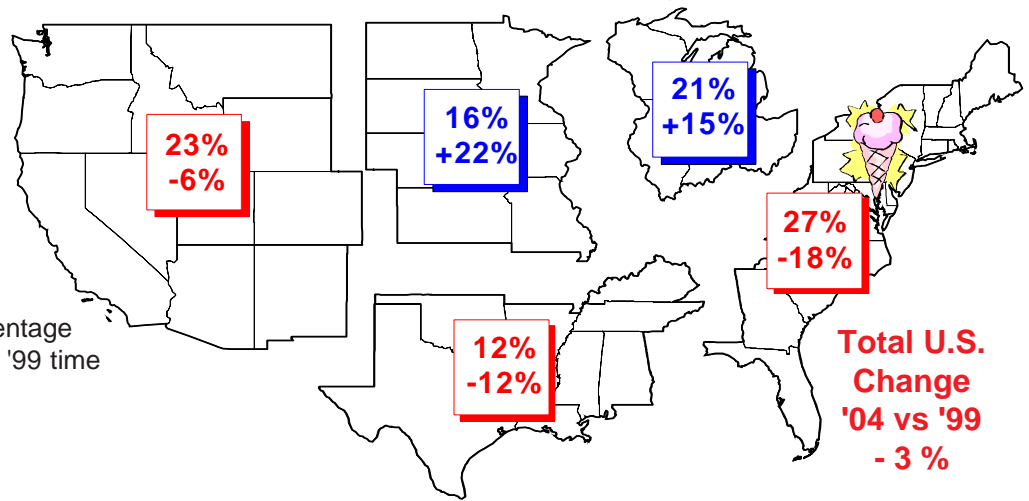 21%
+15%
16%
+22%
23%
-6%
27%
-18%
12%
-12%
entage
'99 time
Total U.S.
Change
'04 vs '99
- 3 %